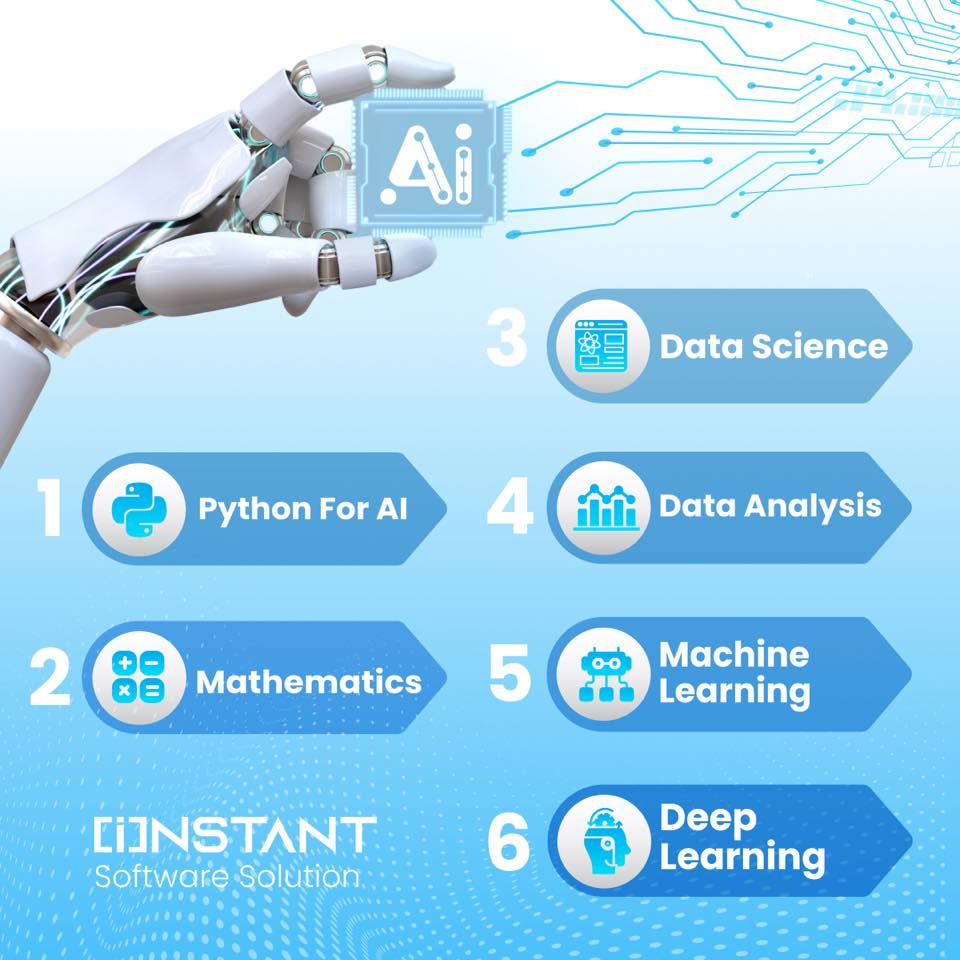 Ai
1
Python For AI
2
Mathematics
3
Data Science
4
Data Analysis
5
Machine
Learning
6
Deep
Learning
[i]NSTANT
Software Solution